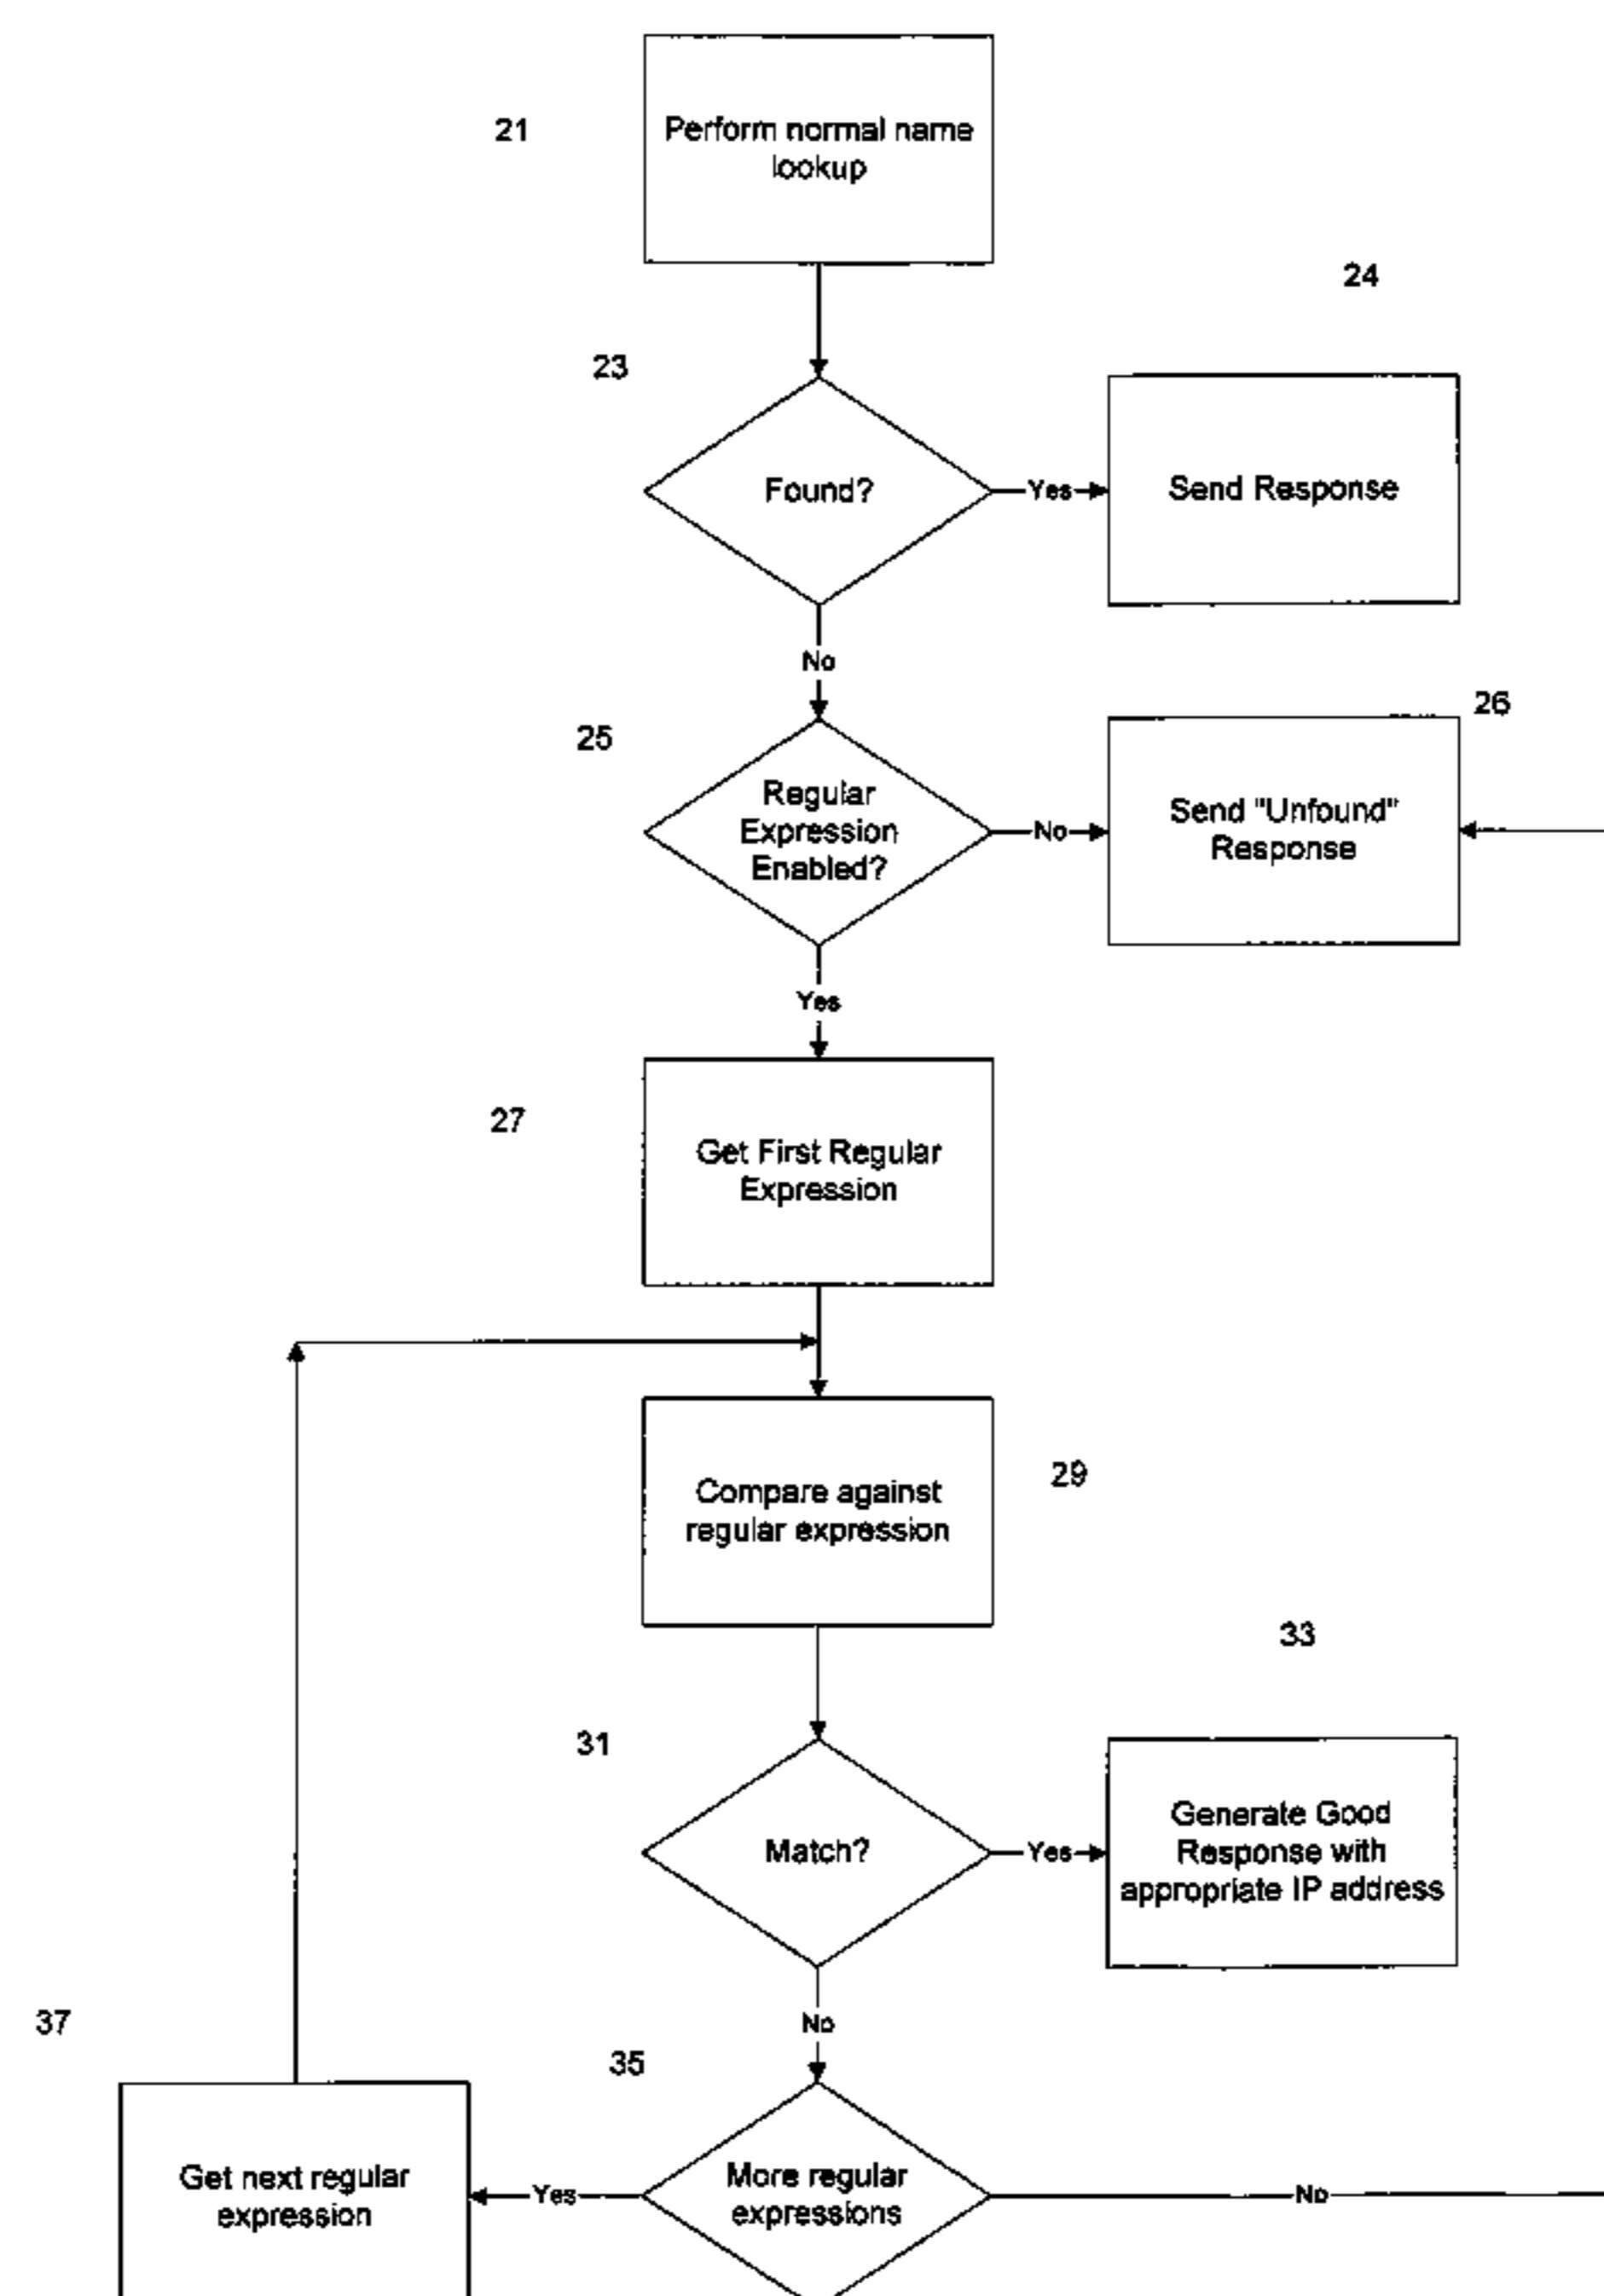 21
Perform normal name
lookup
24
23
Found?
Yes
Send Response
No
26
25
Regular
Expression
Enabled?
No
Send "Unfound"
Response
Yes
27
Get First Regular
Expression
Compare against
regular expression
29
33
31
Match?
Yes
Generate Good
Response with
appropriate IP address
No
37
35
Get next regular
expression
Yes
More regular
expressions
No